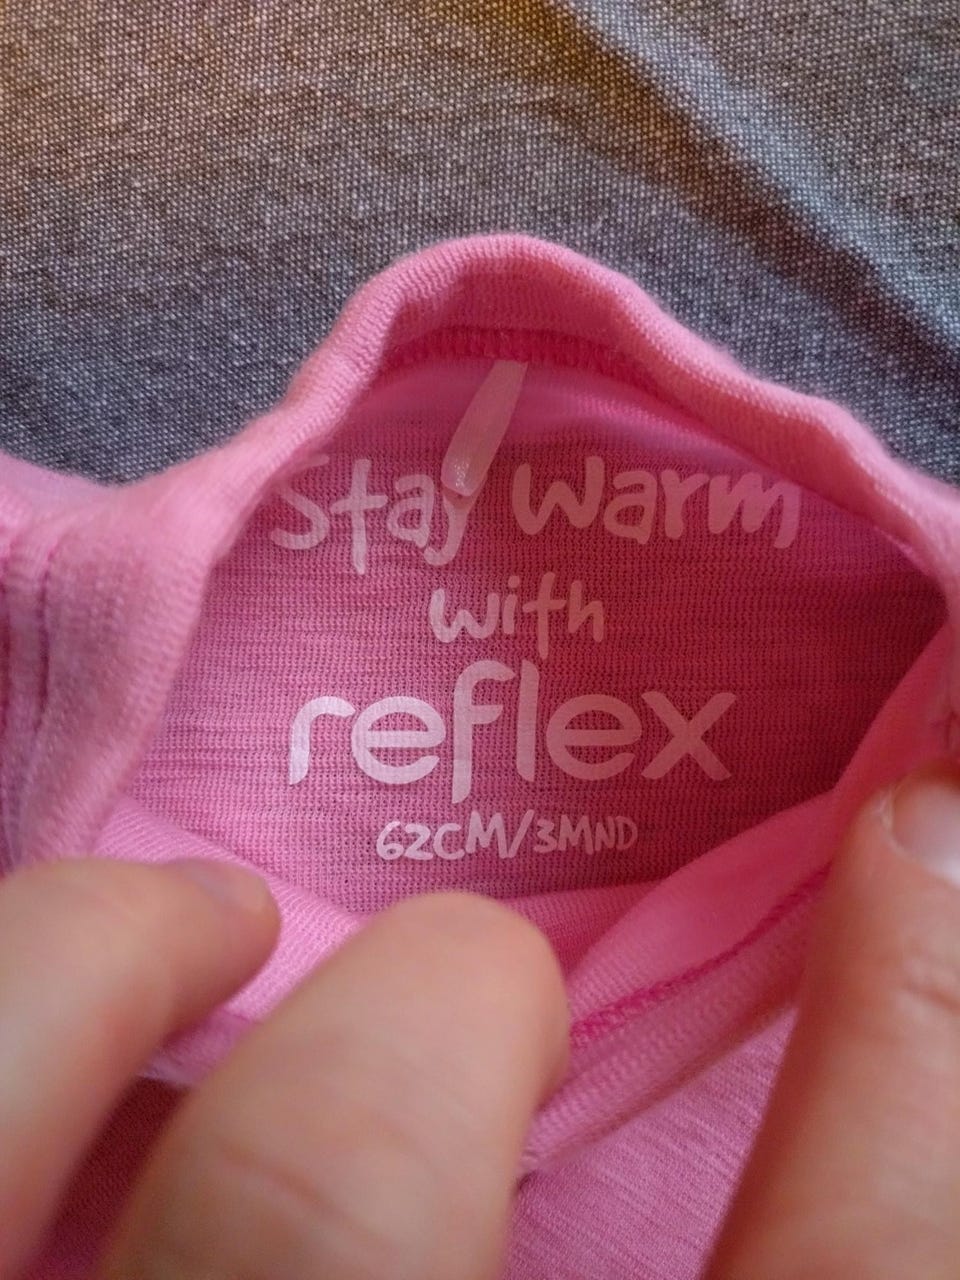 Stay warm
with
reflex
62CM/3MND